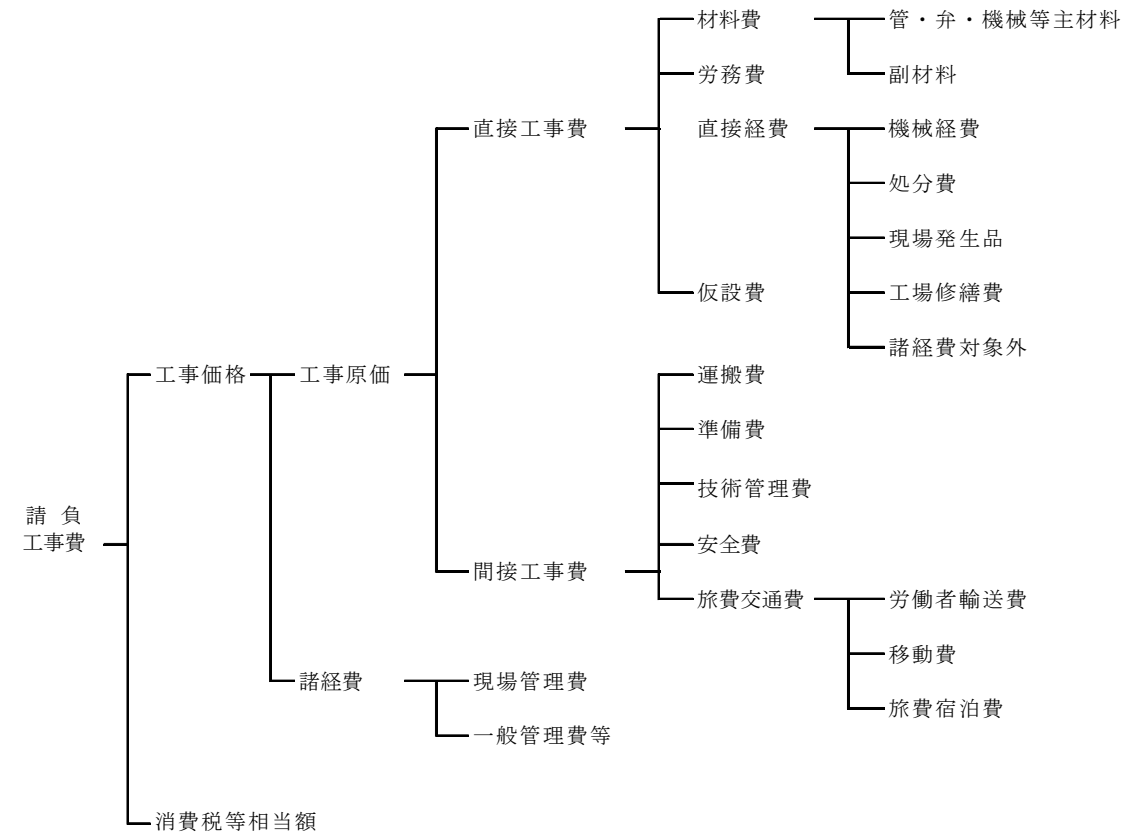 材料費
管・弁・機械等主材料
労務費
副材料
直接工事費
直接経費
機械経費
処分費
現場発生品
仮設費
工場修繕費
諸経費対象外
工事価格
工事原価
運搬費
準備費
技術管理費
請 負
工事費
安全費
間接工事費
旅費交通費
労働者輸送費
移動費
諸経費
現場管理費
旅費宿泊費
一般管理費等
消費税等相当額